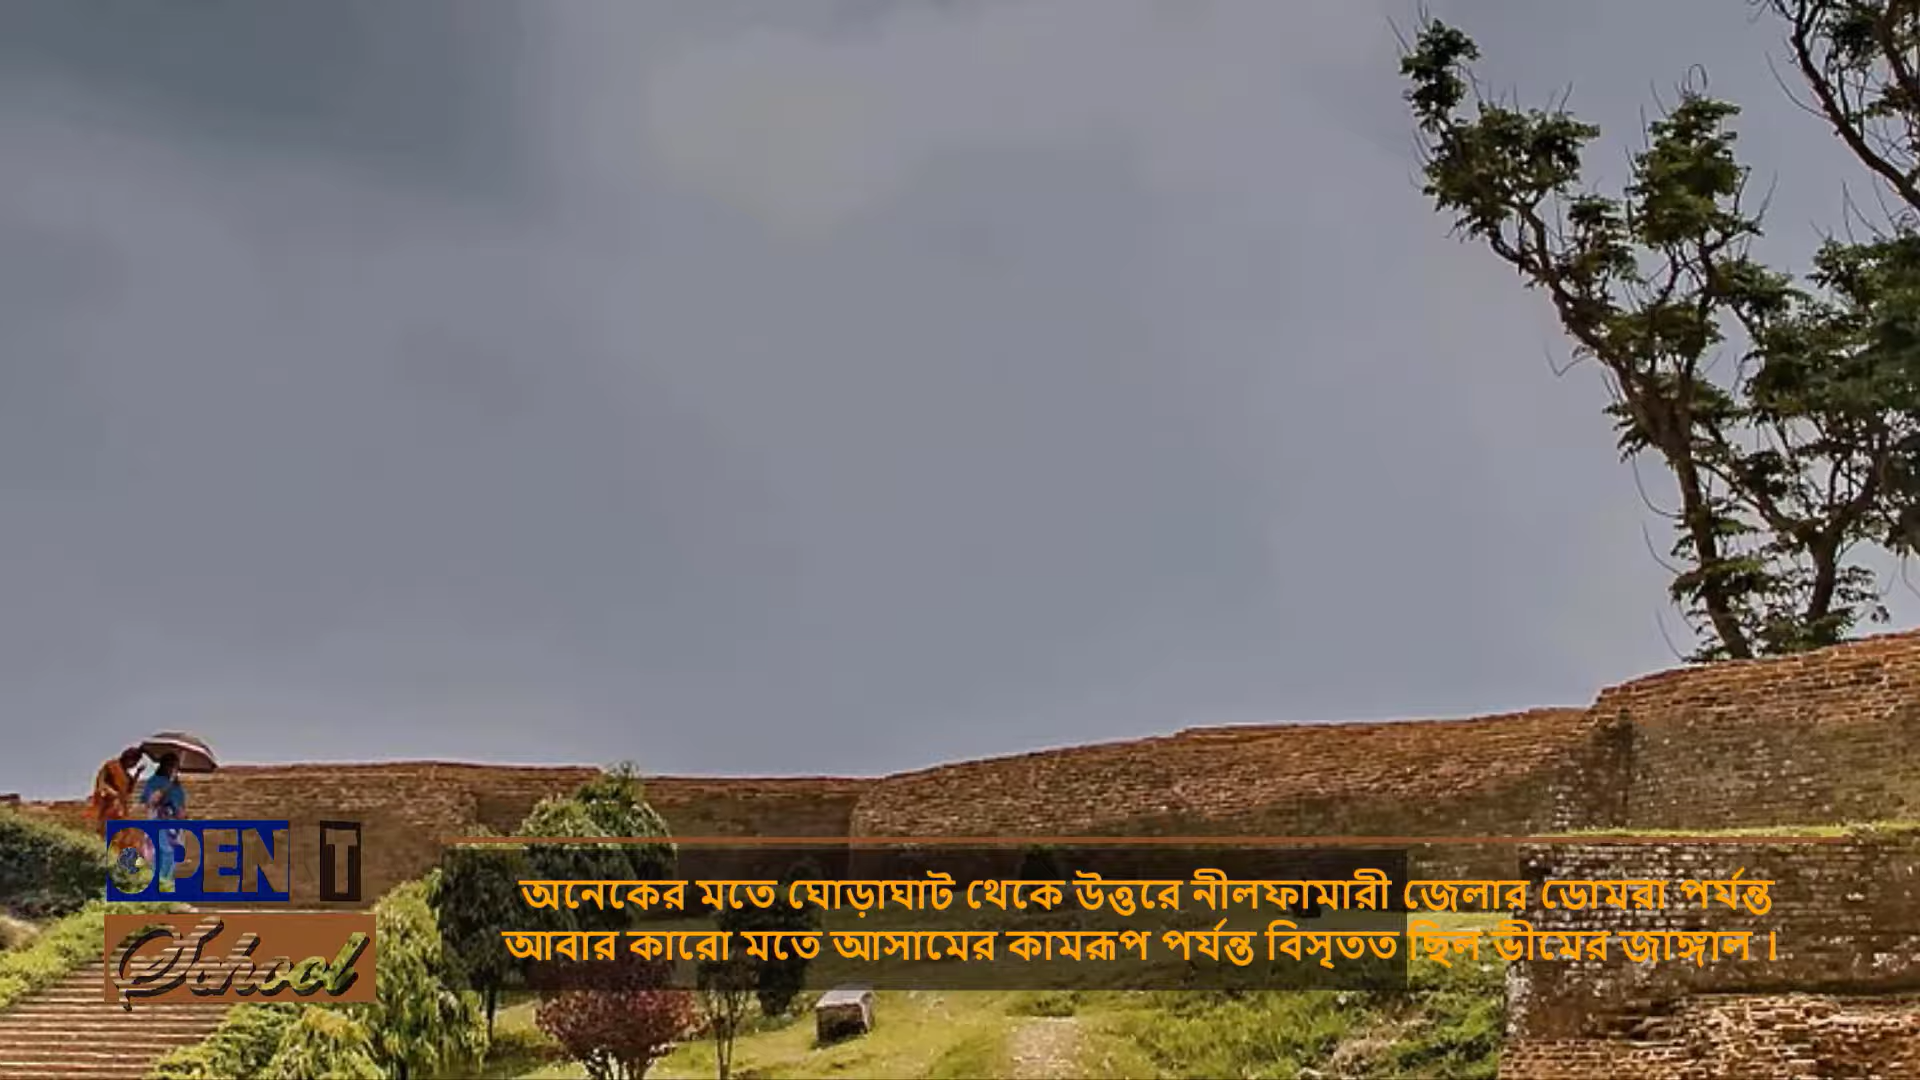 OPEN IT
School
অনেকের মতে ঘোড়াঘাট থেকে উত্তরে নীলফামারী জেলার ডোমরা পর্যন্ত
আবার কারো মতে আসামের কামরূপ পর্যন্ত বিসৃতত ছিল ভীমের জাঙ্গাল ।